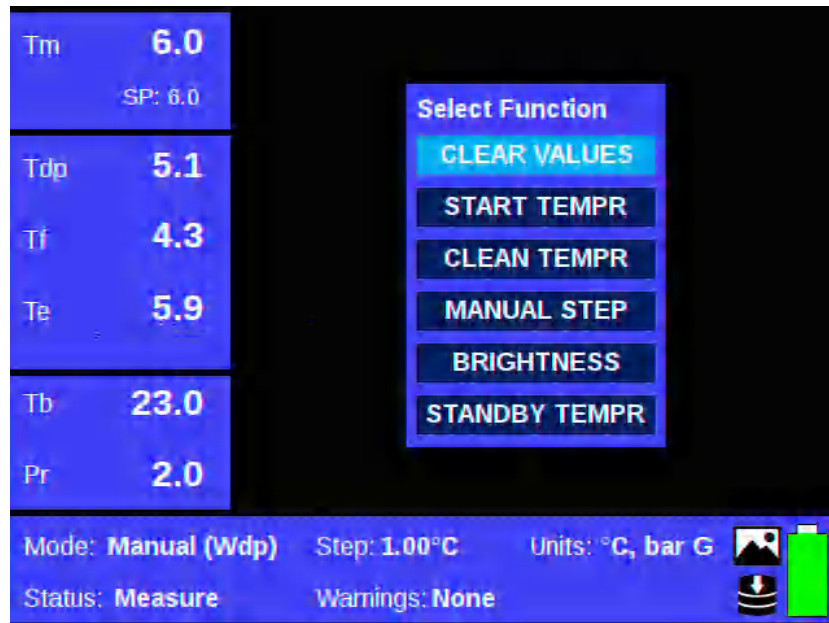 Tm 6.0
SP: 6.0
Tdp 5.1
Tf 4.3
Te 5.9
Tb 23.0
Pr 2.0
Select Function
CLEAR VALUES
START TEMPR
CLEAN TEMPR
MANUAL STEP
BRIGHTNESS
STANDBY TEMPR
Mode: Manual (Wdp) Step: 1.00°C Units: °C, bar G
Status: Measure Warnings: None